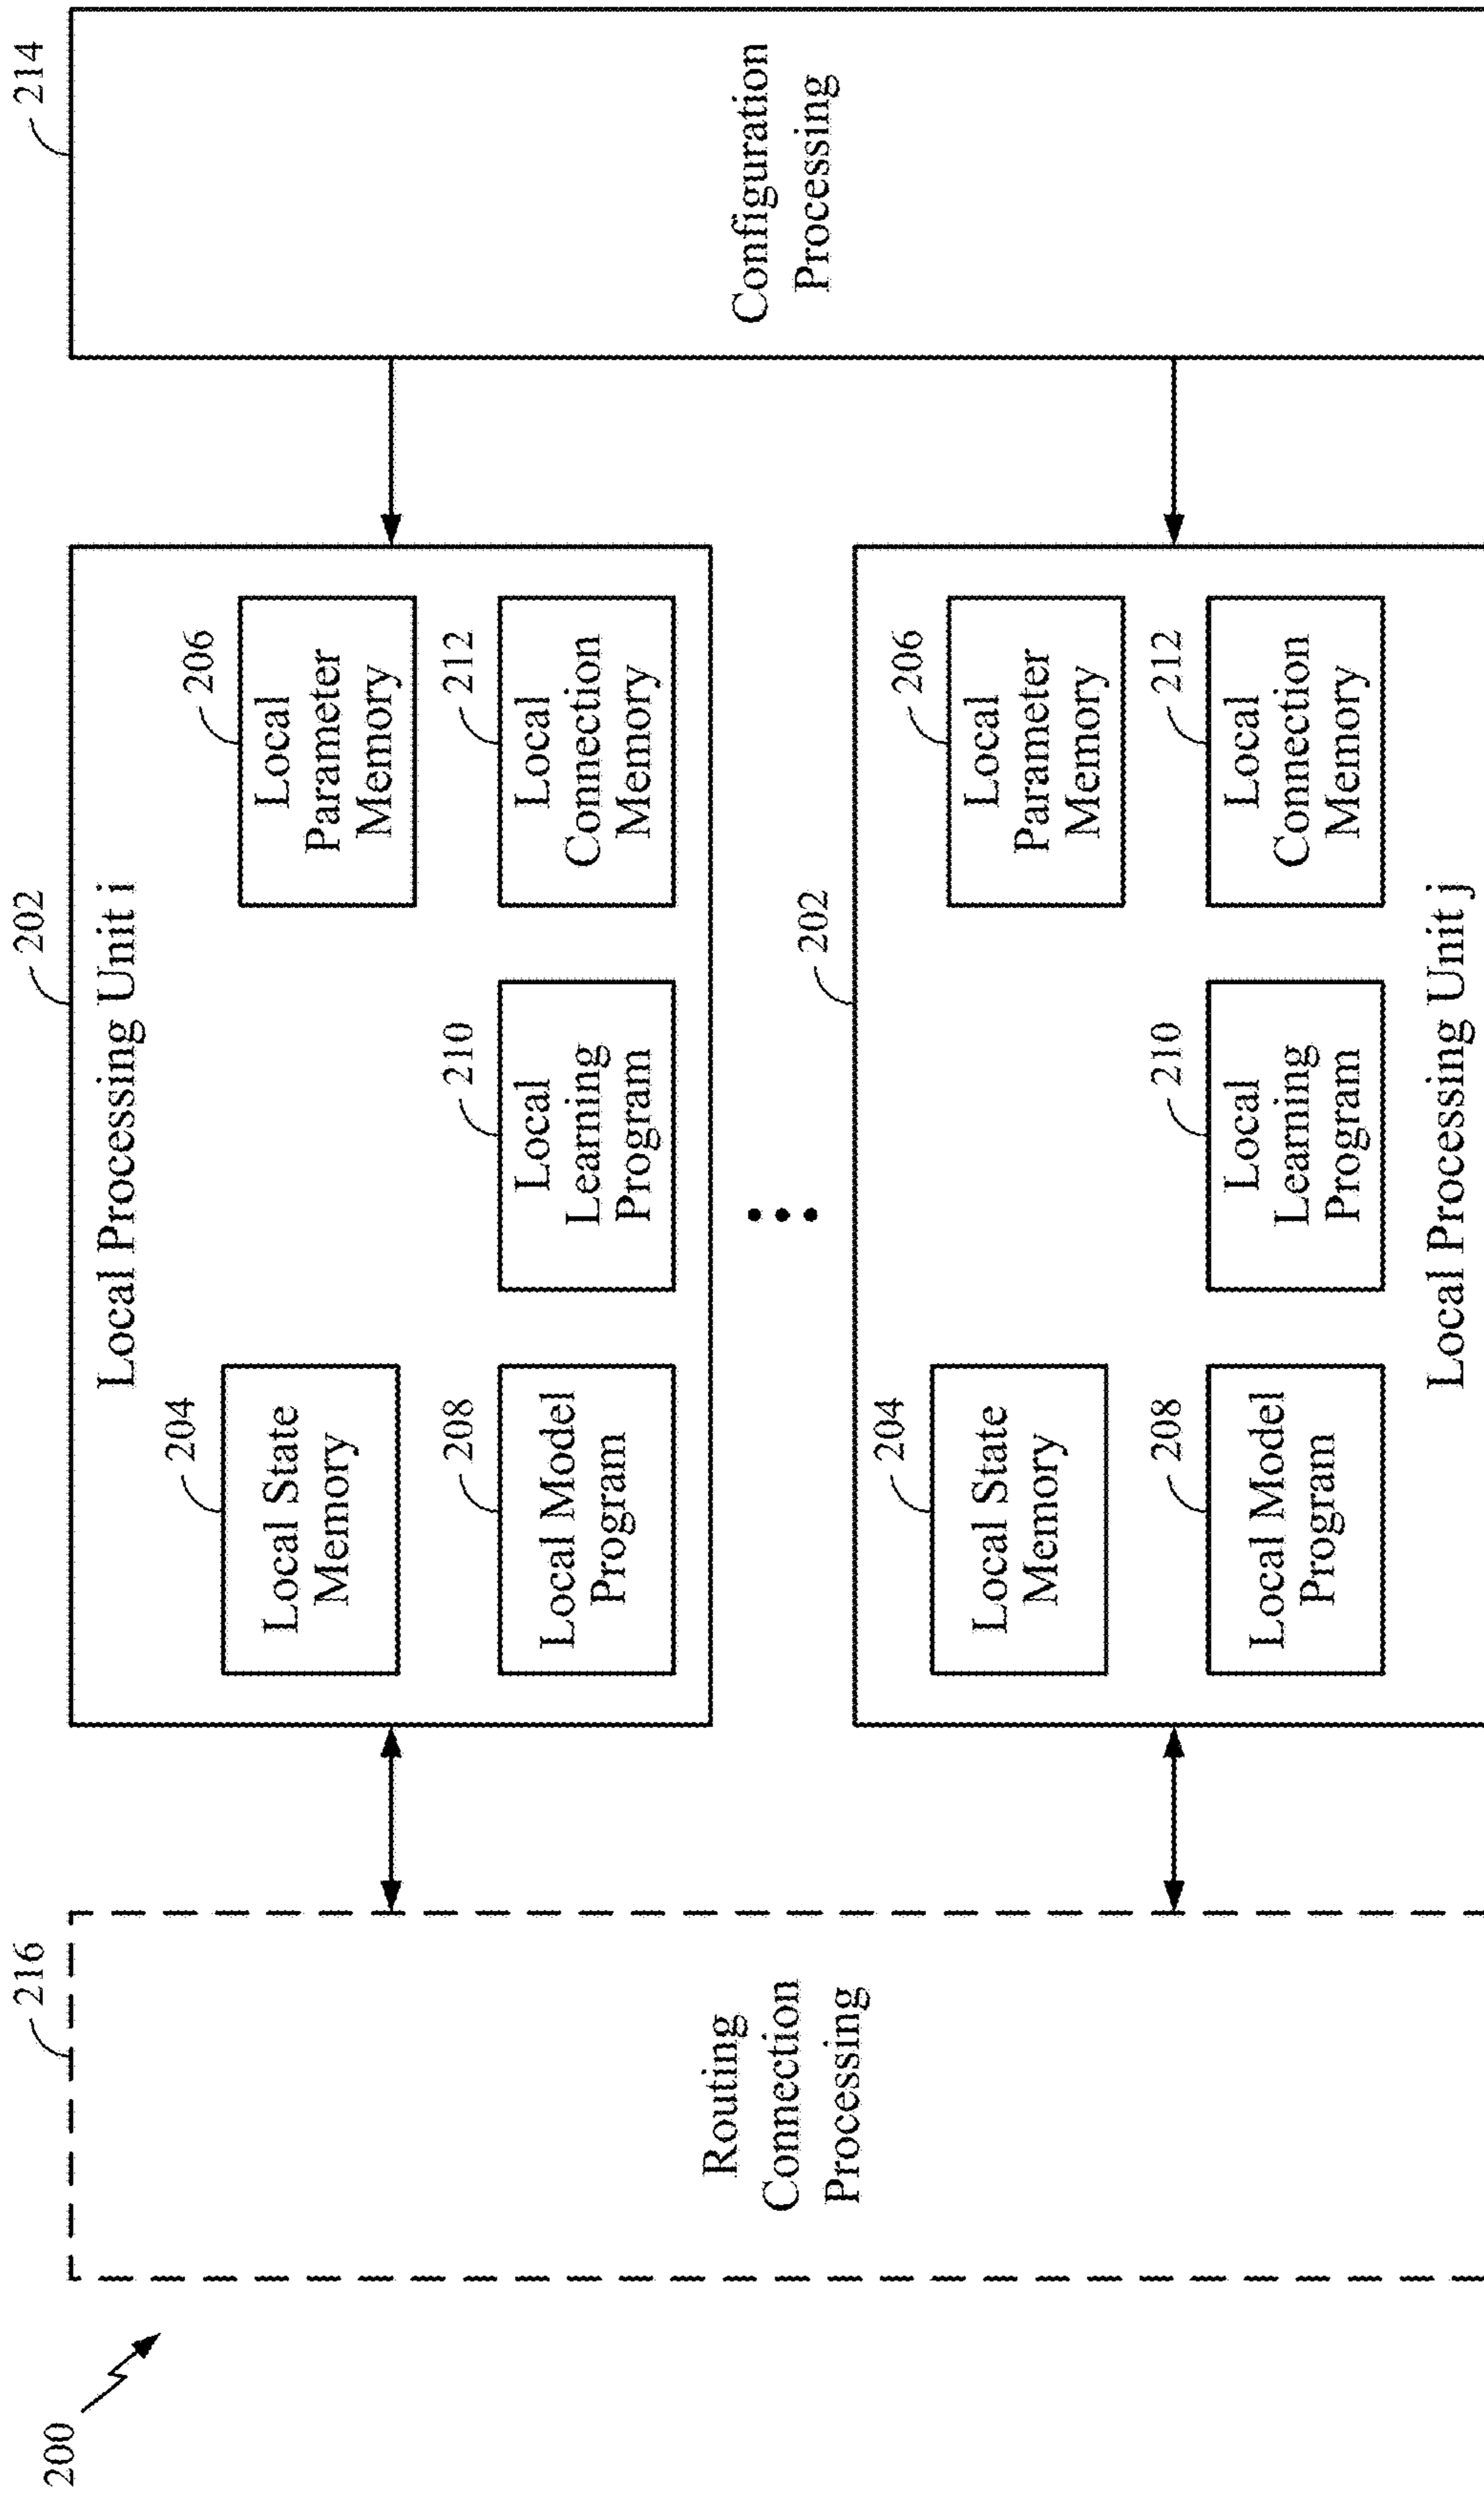 200
216
Routing
Connection
Processing
202
Local Processing Unit i
204
Local State
Memory
206
Local
Parameter
Memory
208
Local Model
Program
210
Local
Learning
Program
212
Local
Connection
Memory
202
204
Local State
Memory
206
Local
Parameter
Memory
208
Local Model
Program
210
Local
Learning
Program
212
Local
Connection
Memory
Local Processing Unit j
214
Configuration
Processing